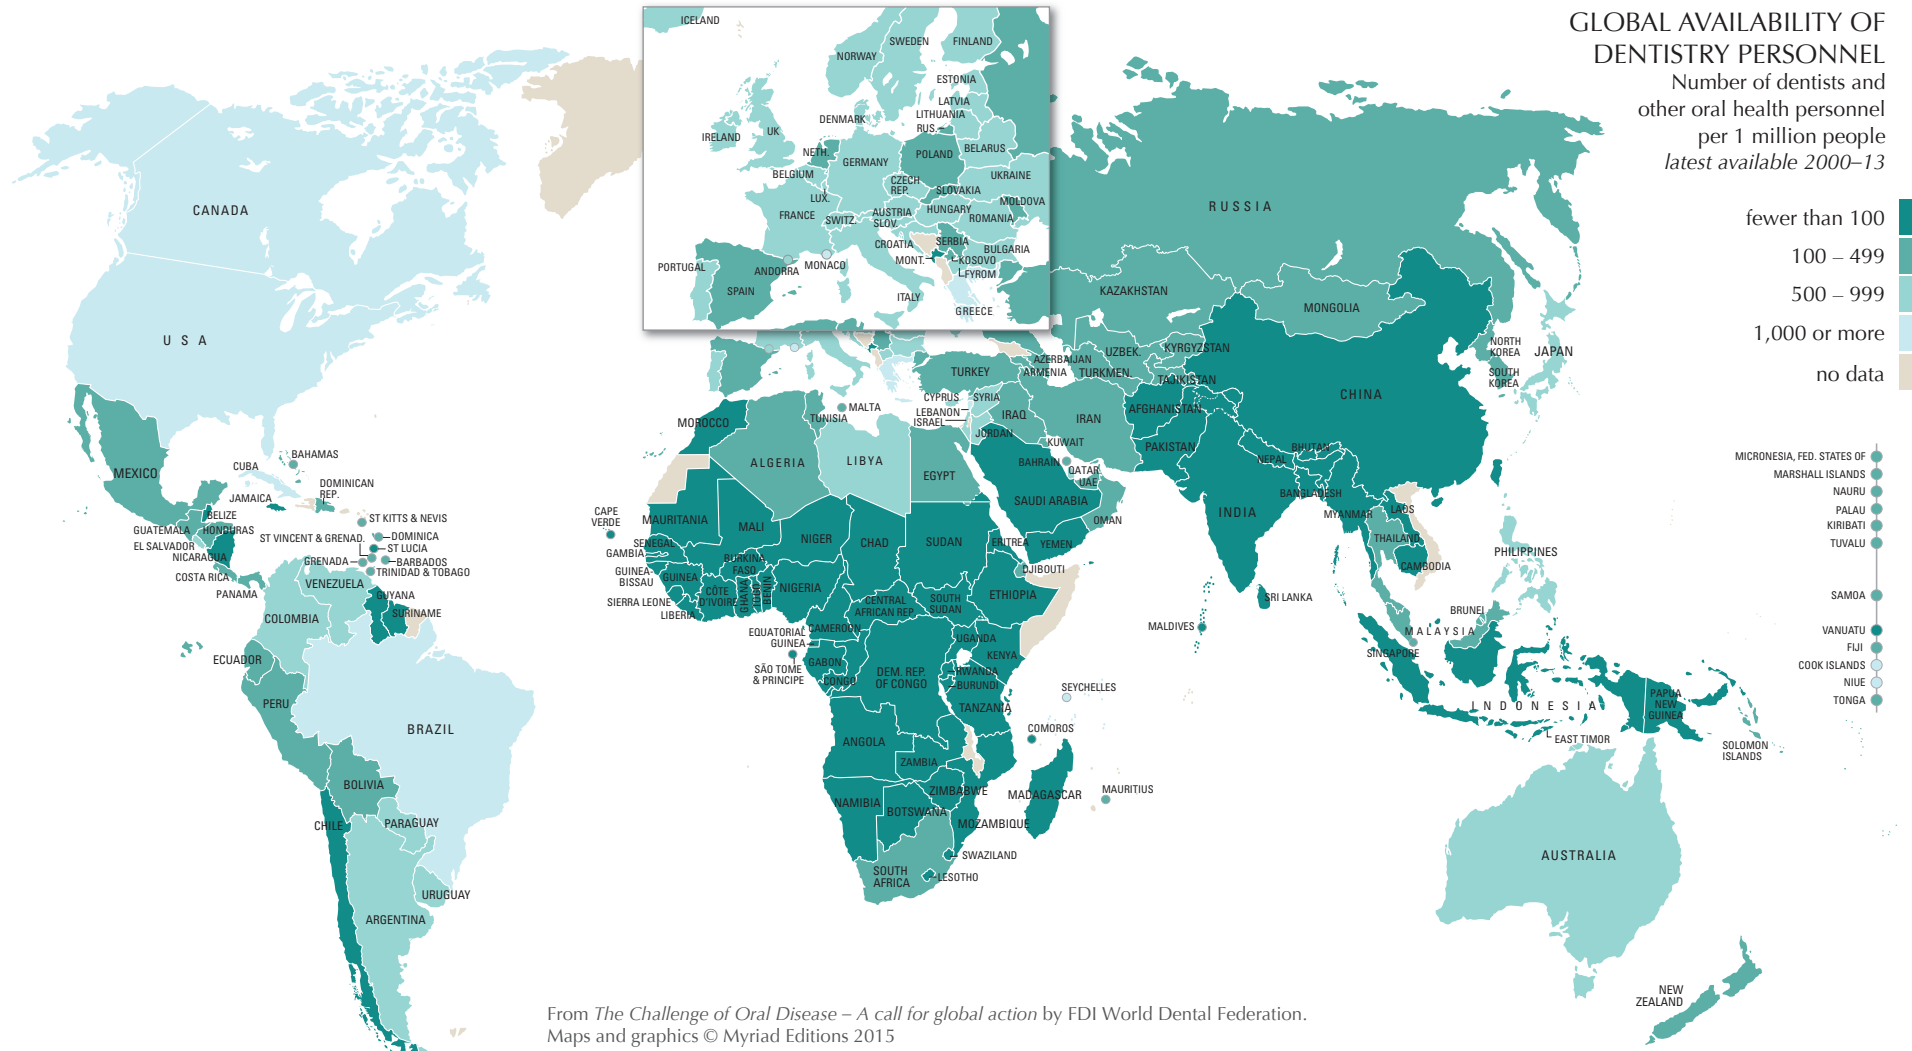 GLOBAL AVAILABILITY OF
DENTISTRY PERSONNEL
Number of dentists and
other oral health personnel
per 1 million people
latest available 2000–13
fewer than 100
100 – 499
500 – 999
1,000 or more
no data
ICELAND
SWEDEN
FINLAND
NORWAY
ESTONIA
LATVIA
LITHUANIA
RUS.
DENMARK
IRELAND
UK
NETH.
POLAND
BELARUS
GERMANY
BELGIUM
CZECH
REP.
UKRAINE
SLOVAKIA
LUX.
MOLDOVA
FRANCE
SWITZ.
AUSTRIA
SLOV.
HUNGARY
ROMANIA
CROATIA
SERBIA
BULGARIA
MONT.
KOSOVO
PORTUGAL
ANDORRA
MONACO
FYROM
SPAIN
ITALY
GREECE
CANADA
USA
MEXICO
CUBA
BAHAMAS
JAMAICA
DOMINICAN
REP.
BELIZE
GUATEMALA
HONDURAS
EL SALVADOR
NICARAGUA
COSTA RICA
PANAMA
ST KITTS & NEVIS
ST VINCENT & GRENAD.
DOMINICA
ST LUCIA
GRENADA
BARBADOS
TRINIDAD & TOBAGO
VENEZUELA
GUYANA
SURINAME
COLOMBIA
ECUADOR
PERU
BRAZIL
BOLIVIA
CHILE
PARAGUAY
URUGUAY
ARGENTINA
RUSSIA
KAZAKHSTAN
MONGOLIA
NORTH
KOREA
SOUTH
KOREA
JAPAN
AZERBAIJAN
ARMENIA
UZBEK.
KYRGYZSTAN
TURKMEN.
TAJIKISTAN
TURKEY
CHINA
CYPRUS
SYRIA
LEBANON
ISRAEL
IRAQ
IRAN
AFGHANISTAN
JORDAN
KUWAIT
PAKISTAN
BAHRAIN
QATAR
UAE
SAUDI ARABIA
OMAN
YEMEN
BHUTAN
NEPAL
BANGLADESH
INDIA
MYANMAR
LAOS
THAILAND
CAMBODIA
PHILIPPINES
SRI LANKA
MALDIVES
BRUNEI
MALAYSIA
SINGAPORE
INDONESIA
PAPUA
NEW
GUINEA
EAST TIMOR
SOLOMON
ISLANDS
AUSTRALIA
NEW
ZEALAND
MALTA
TUNISIA
MOROCCO
ALGERIA
LIBYA
EGYPT
CAPE
VERDE
MAURITANIA
MALI
NIGER
CHAD
SUDAN
ERITREA
SENEGAL
GAMBIA
GUINEA-
BISSAU
GUINEA
BURKINA
FASO
SIERRA LEONE
LIBERIA
CÔTE
D'IVOIRE
GHANA
TOGO
BENIN
NIGERIA
DJIBOUTI
ETHIOPIA
CENTRAL
AFRICAN REP.
SOUTH
SUDAN
CAMEROON
EQUATORIAL
GUINEA
SÃO TOME
& PRINCIPE
GABON
CONGO
DEM. REP.
OF CONGO
UGANDA
KENYA
RWANDA
BURUNDI
TANZANIA
SEYCHELLES
COMOROS
ANGOLA
ZAMBIA
ZIMBABWE
NAMIBIA
BOTSWANA
MOZAMBIQUE
MADAGASCAR
MAURITIUS
SWAZILAND
SOUTH
AFRICA
LESOTHO
MICRONESIA, FED. STATES OF
MARSHALL ISLANDS
NAURU
PALAU
KIRIBATI
TUVALU
SAMOA
VANUATU
FIJI
COOK ISLANDS
NIUE
TONGA
From The Challenge of Oral Disease – A call for global action by FDI World Dental Federation.
Maps and graphics © Myriad Editions 2015